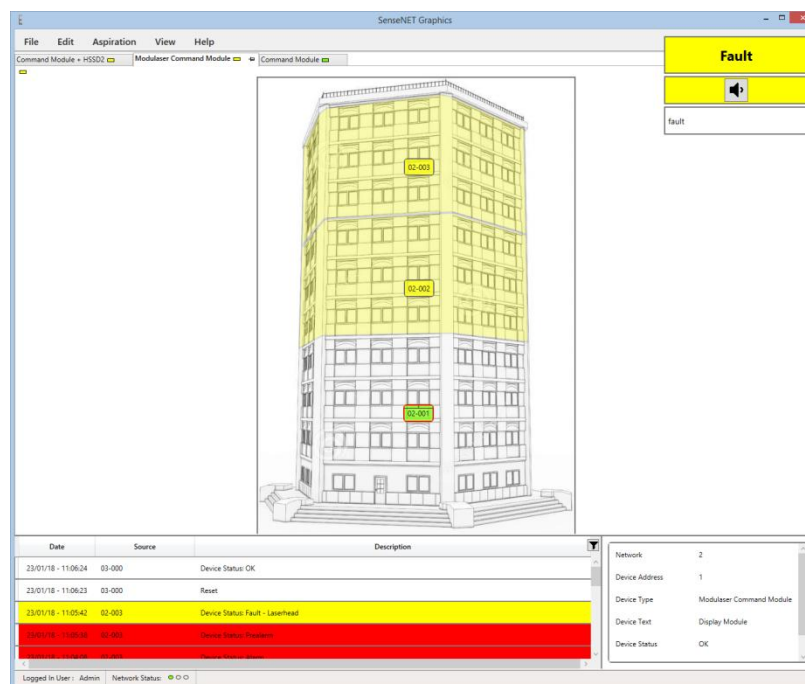 SenseNET Graphics
File Edit Aspiration View Help
Command Module + HSSD2 Modulaser Command Module Command Module
Fault
fault
02-003
02-002
02-001
Date Source Description
23/01/18 - 11:06:24 03-000 Device Status: OK
23/01/18 - 11:06:23 03-000 Reset
23/01/18 - 11:05:42 02-003 Device Status: Fault - Laserhead
02-003 Device Status: Prealarm
Network 2
Device Address 1
Device Type Modulaser Command Module
Device Text Display Module
Device Status OK
Logged In User : Admin Network Status: